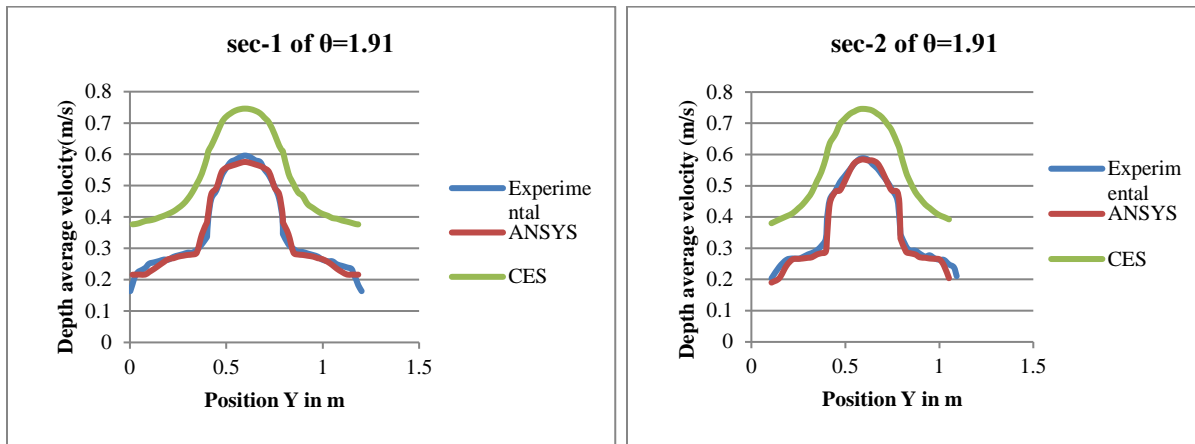 sec-1 of θ=1.91
Depth average velocity(m/s)
0.8
0.7
0.6
0.5
0.4
0.3
0.2
0.1
0
0
0.5
1
1.5
Position Y in m
Experime
ntal
ANSYS
CES
sec-2 of θ=1.91
Depth average velocity (m/s)
0.8
0.7
0.6
0.5
0.4
0.3
0.2
0.1
0
0
0.5
1
1.5
Position Y in m
Experim
ental
ANSYS
CES